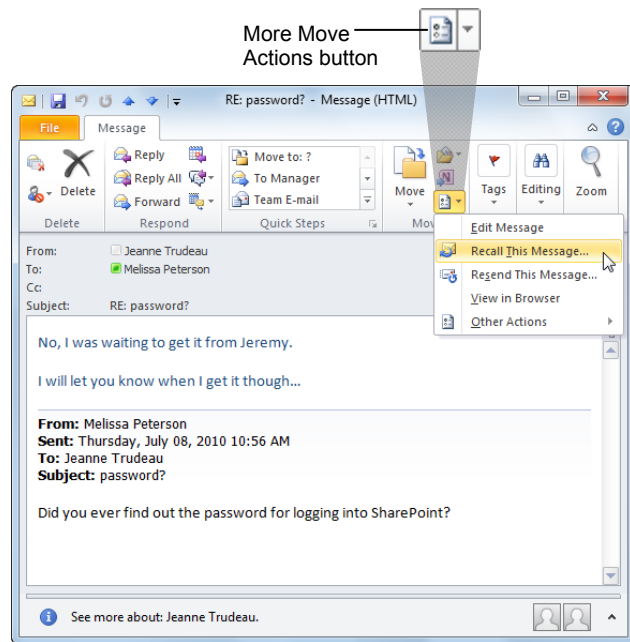 More Move
Actions button
RE: password? - Message (HTML)
File Message
Delete
Reply
Reply All
Forward
Move to: ?
To Manager
Team E-mail
Move
Tags
Editing
Zoom
Delete Respond Quick Steps Mov
Edit Message
Recall This Message...
Resend This Message...
View in Browser
Other Actions
From: Jeanne Trudeau
To: Melissa Peterson
Cc:
Subject: RE: password?
No, I was waiting to get it from Jeremy.
I will let you know when I get it though...
From: Melissa Peterson
Sent: Thursday, July 08, 2010 10:56 AM
To: Jeanne Trudeau
Subject: password?
Did you ever find out the password for logging into SharePoint?
See more about: Jeanne Trudeau.